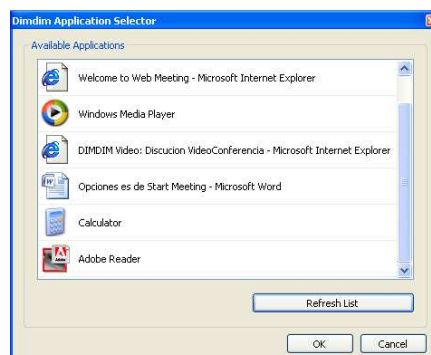 Dimdim Application Selector
Available Applications
Welcome to Web Meeting - Microsoft Internet Explorer
Windows Media Player
DIMDIM Video: Discucion VideoConferencia - Microsoft Internet Explorer
Opciones es de Start Meeting - Microsoft Word
Calculator
Adobe Reader
Refresh List
OK Cancel